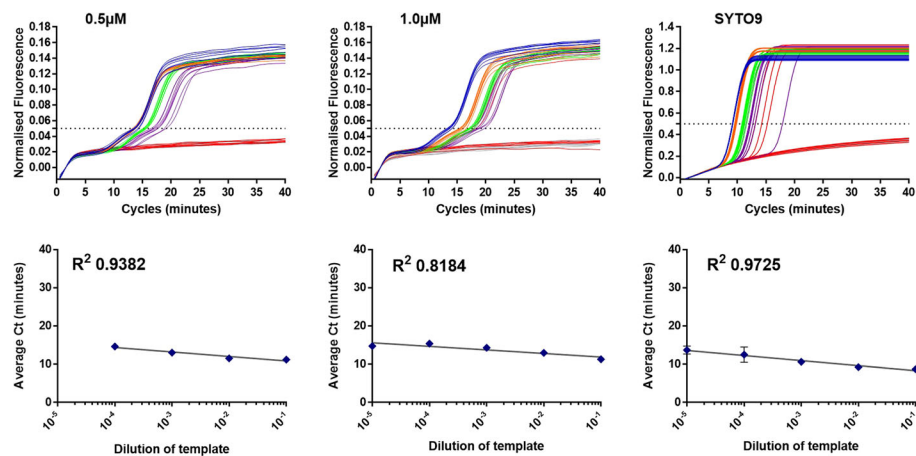 0.5µM
Normalised Fluorescence
0.18
0.16
0.14
0.12
0.10
0.08
0.06
0.04
0.02
0.00
0 5 10 15 20 25 30 35 40
Cycles (minutes)
1.0µM
Normalised Fluorescence
0.18
0.16
0.14
0.12
0.10
0.08
0.06
0.04
0.02
0.00
0 5 10 15 20 25 30 35 40
Cycles (minutes)
SYTO9
Normalised Fluorescence
1.4
1.2
1.0
0.8
0.6
0.4
0.2
0.0
0 5 10 15 20 25 30 35 40
Cycles (minutes)
R² 0.9382
Average Ct (minutes)
40
30
20
10
0
10⁻⁵ 10⁻⁴ 10⁻³ 10⁻² 10⁻¹
Dilution of template
R² 0.8184
Average Ct (minutes)
40
30
20
10
0
10⁻⁵ 10⁻⁴ 10⁻³ 10⁻² 10⁻¹
Dilution of template
R² 0.9725
Average Ct (minutes)
40
30
20
10
0
10⁻⁵ 10⁻⁴ 10⁻³ 10⁻² 10⁻¹
Dilution of template